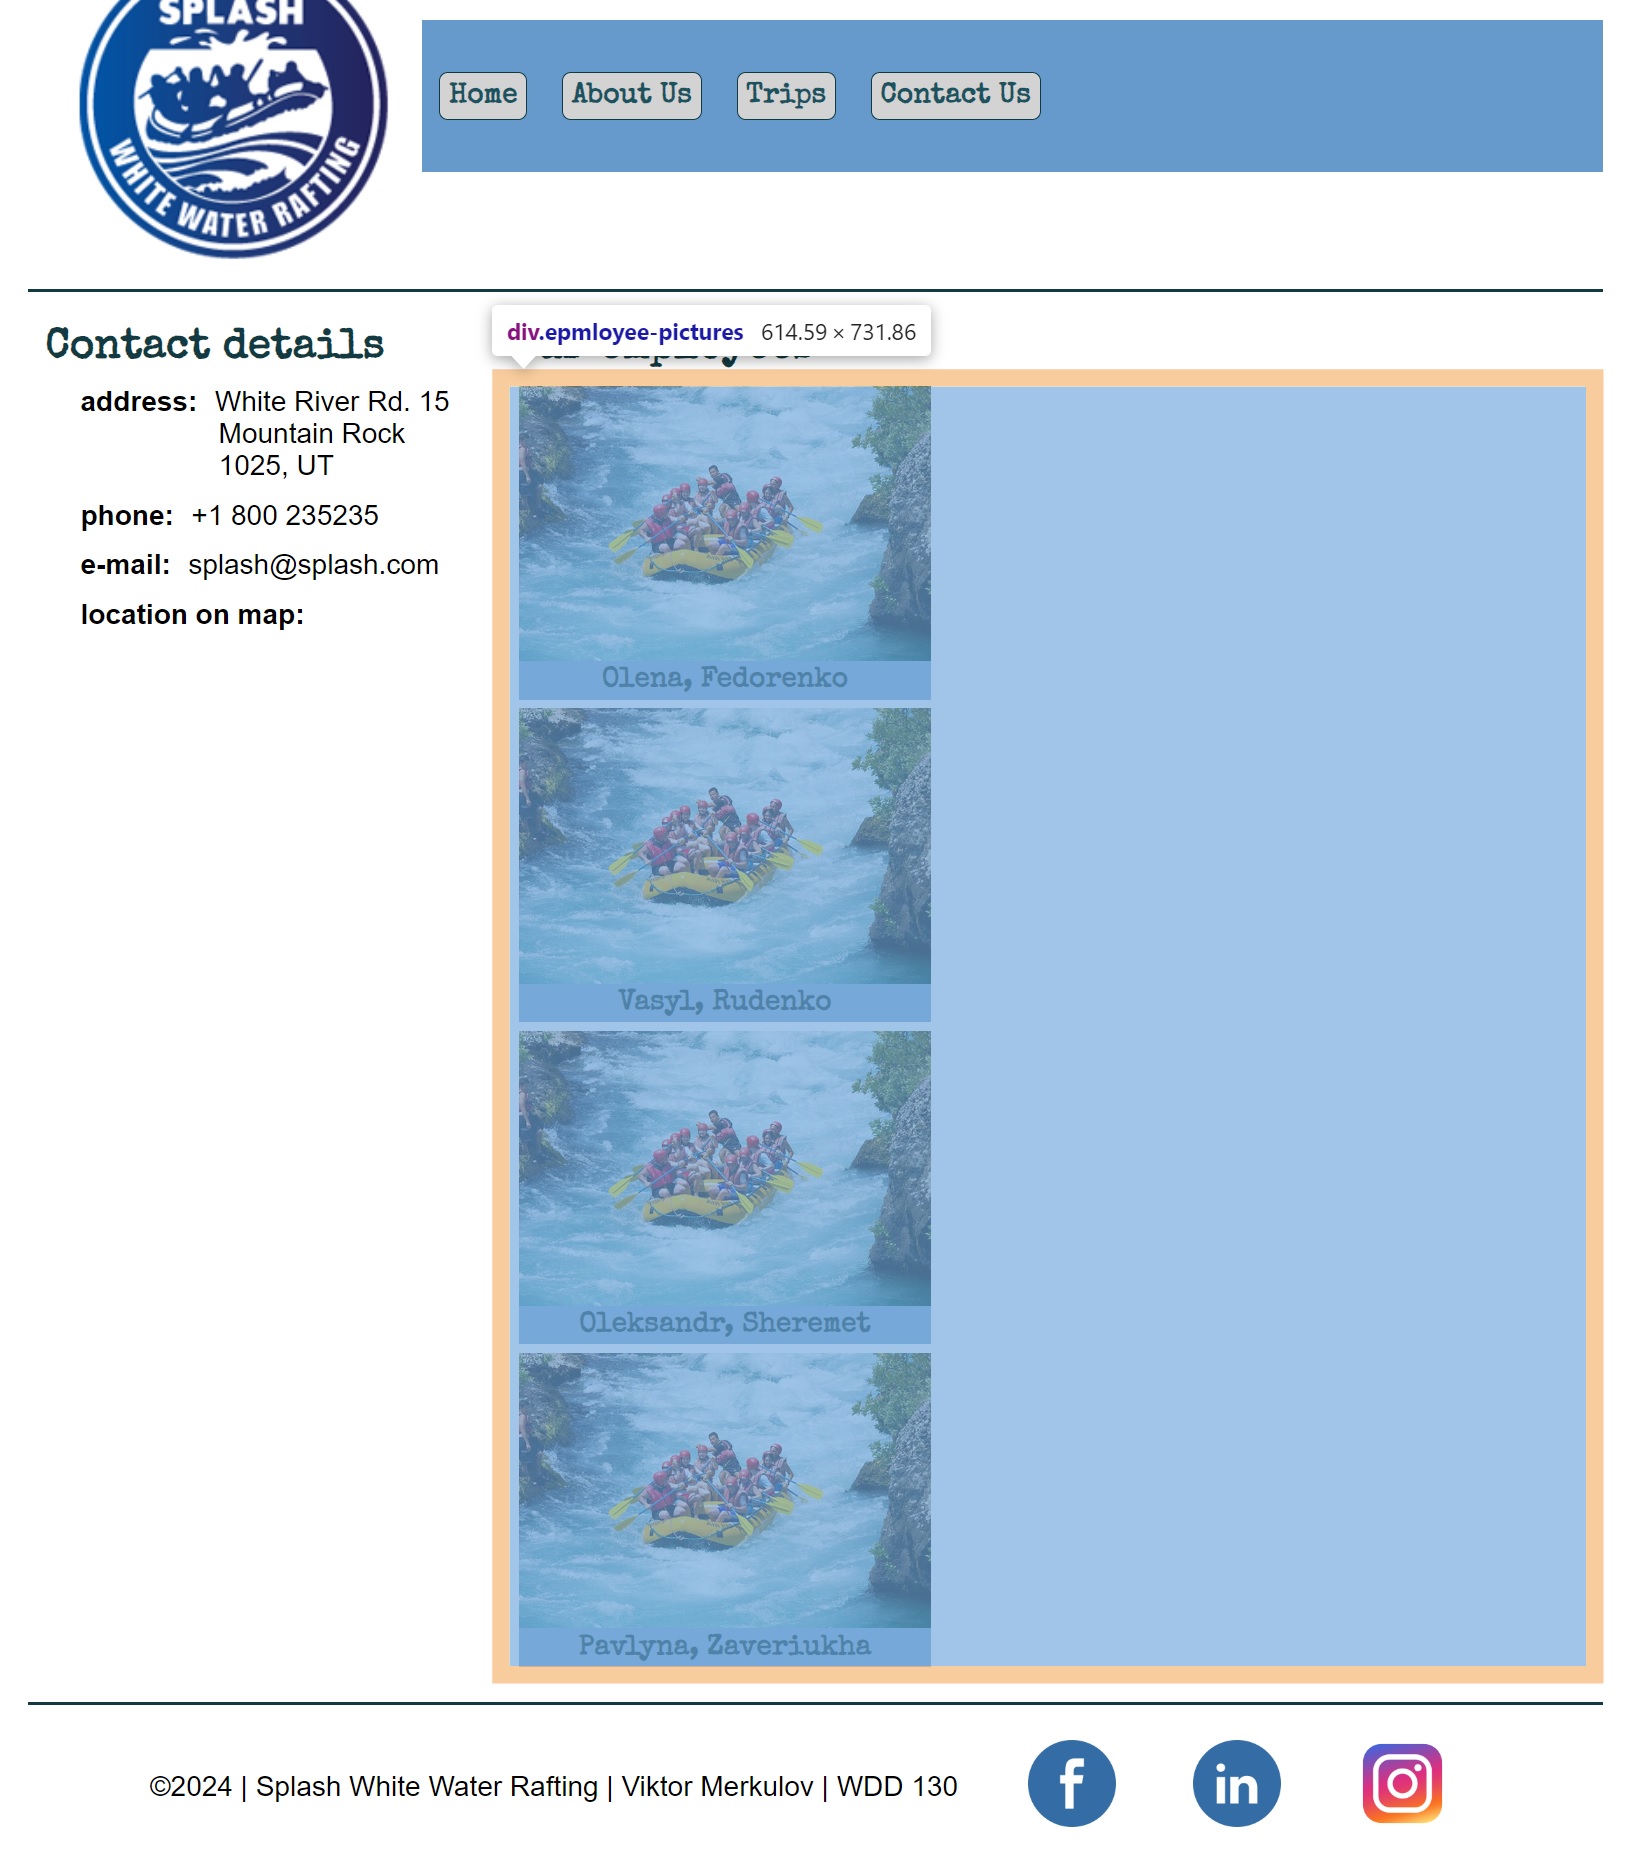 SPLASH
WHITE WATER RAFTING
Home
About Us
Trips
Contact Us
Contact details
div.epmloyee-pictures 614.59 × 731.86
address: White River Rd. 15
Mountain Rock
1025, UT
phone: +1 800 235235
e-mail: splash@splash.com
location on map:
Olena, Fedorenko
Vasyl, Rudenko
Oleksandr, Sheremet
Pavlyna, Zaveriukha
©2024 | Splash White Water Rafting | Viktor Merkulov | WDD 130
f
in